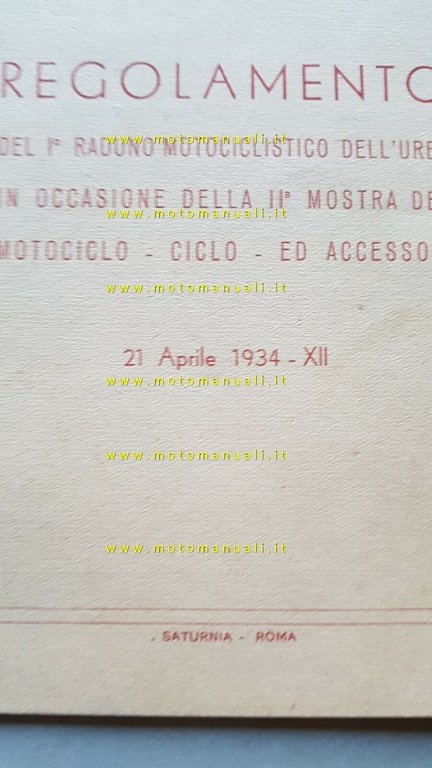 REGOLAMENTO
DEL Iº RADUNO MOTOCICLISTICO DELL'URB
www.motomanuali.it
IN OCCASIONE DELLA IIª MOSTRA DE
www.motomanuali.it
MOTOCICLO - CICLO - ED ACCESSO
www.motomanuali.it
21 Aprile 1934 - XII
www.motomanuali.it
www.motomanuali.it
www.motomanuali.it
SATURNIA - ROMA